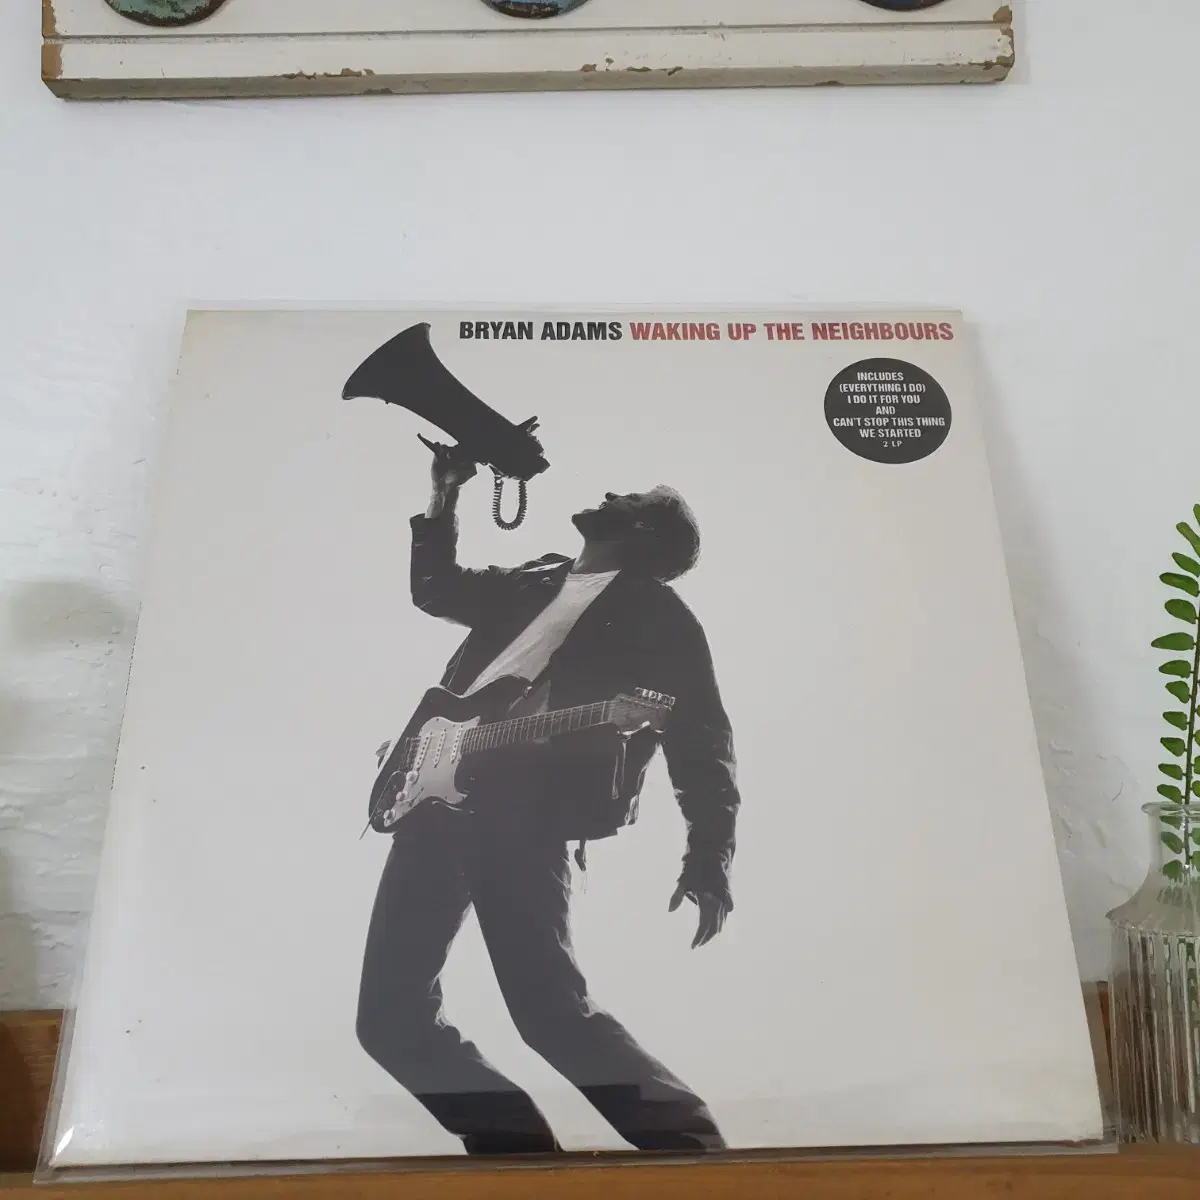 BRYAN ADAMS WAKING UP THE NEIGHBOURS
INCLUDES
(EVERYTHING I DO)
I DO IT FOR YOU
AND
CAN'T STOP THIS THING
WE STARTED
2 LP